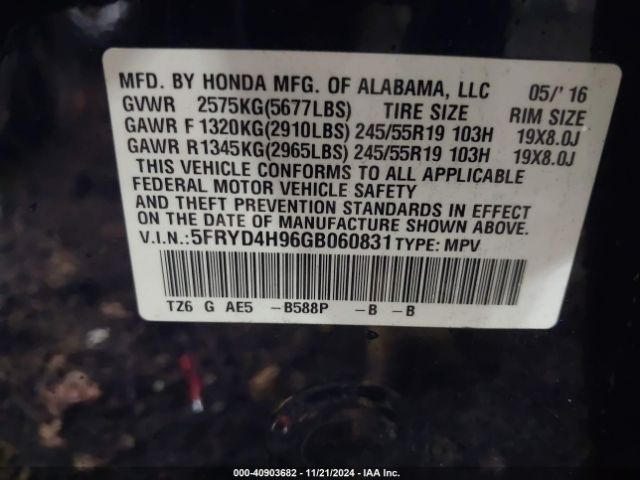 MFD. BY HONDA MFG. OF ALABAMA, LLC 05/' 16
GVWR 2575KG(5677LBS) TIRE SIZE RIM SIZE
GAWR F 1320KG(2910LBS) 245/55R19 103H 19X8.0J
GAWR R1345KG(2965LBS) 245/55R19 103H 19X8.0J
THIS VEHICLE CONFORMS TO ALL APPLICABLE
FEDERAL MOTOR VEHICLE SAFETY
AND THEFT PREVENTION STANDARDS IN EFFECT
ON THE DATE OF MANUFACTURE SHOWN ABOVE.
V.I.N.:5FRYD4H96GB060831TYPE: MPV
TZ6 G AE5 -B588P -B -B
000-40903682 - 11/21/2024 - IAA Inc.